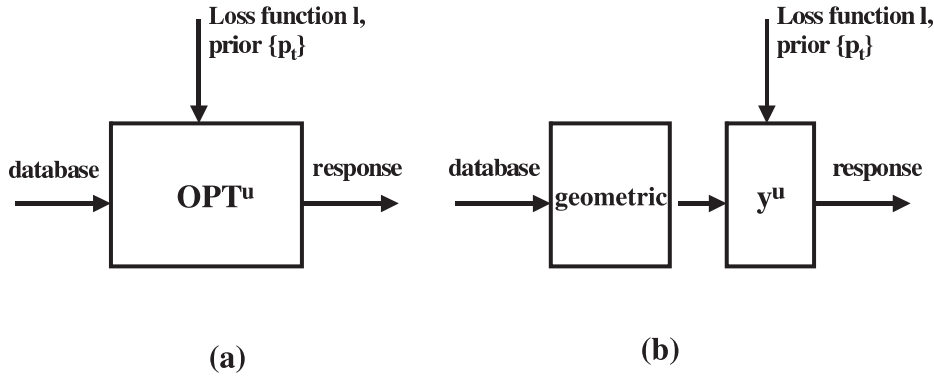 Loss function l,
prior {pt}
database
OPTu
response
(a)
Loss function l,
prior {pt}
database
geometric
yu
response
(b)